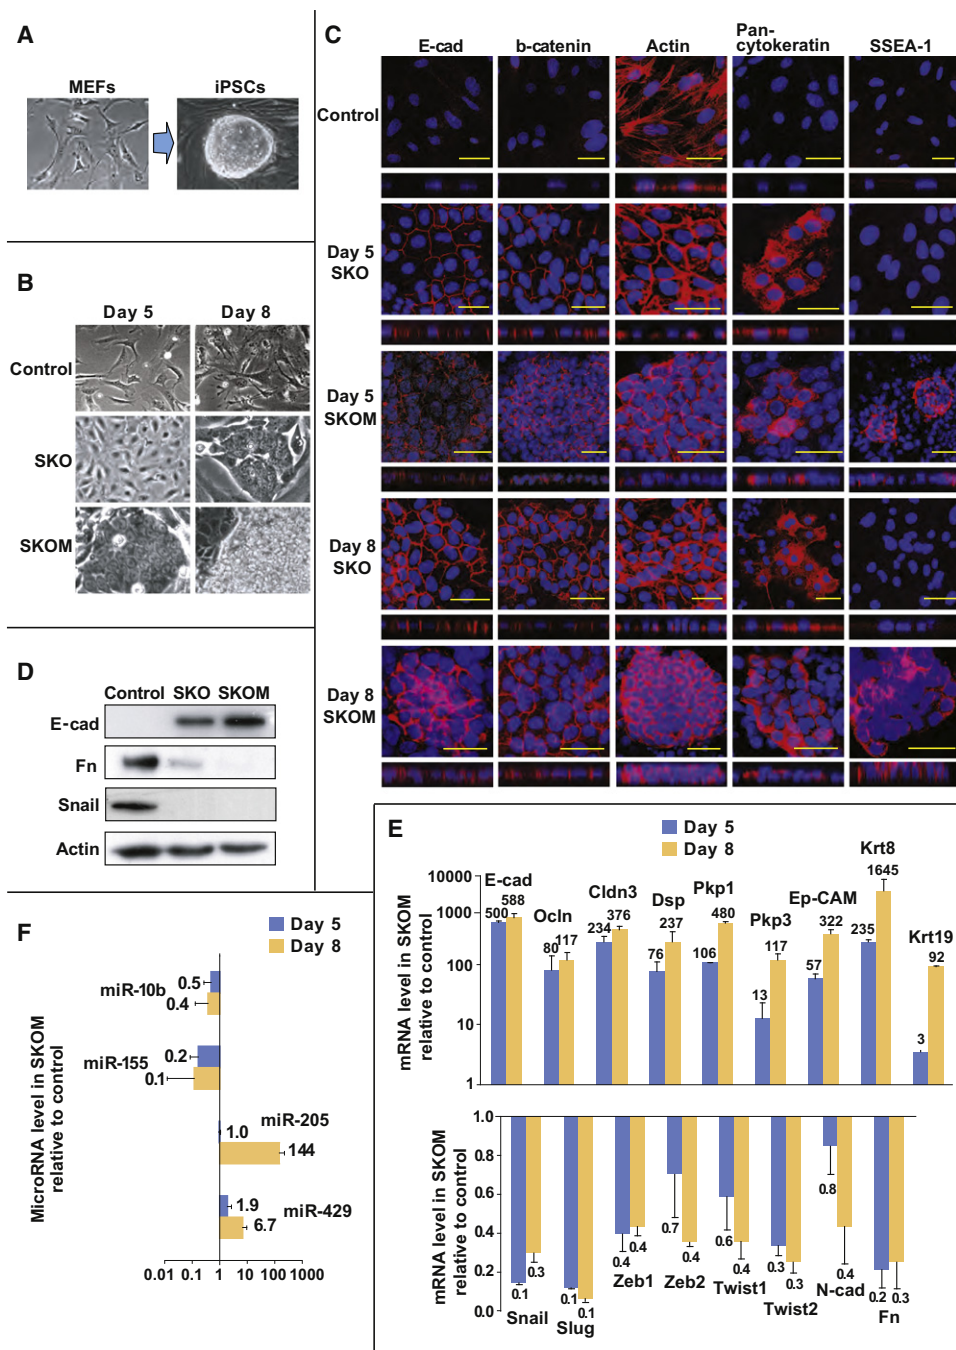 A
MEFs
iPSCs
B
Day 5
Day 8
Control
SKO
SKOM
C
E-cad
b-catenin
Actin
Pan-
cytokeratin
SSEA-1
Control
Day 5
SKO
Day 5
SKOM
Day 8
SKO
Day 8
SKOM
D
Control SKO SKOM
E-cad
Fn
Snail
Actin
E
Day 5
Day 8
mRNA level in SKOM
relative to control
10000
1000
100
10
1
E-cad
500
588
Ocln
80
117
Cldn3
234
376
Dsp
76
237
Pkp1
106
480
Pkp3
13
117
Ep-CAM
57
322
Krt8
235
1645
Krt19
3
92
mRNA level in SKOM
relative to control
1.0
0.8
0.6
0.4
0.2
0.0
0.1
0.3
Snail
0.1
0.1
Slug
0.4
0.4
Zeb1
0.7
0.4
Zeb2
0.6
0.4
Twist1
0.3
0.3
Twist2
0.8
0.4
N-cad
0.2
0.3
Fn
F
Day 5
Day 8
MicroRNA level in SKOM
relative to control
miR-10b
0.5
0.4
miR-155
0.2
0.1
miR-205
1.0
144
miR-429
1.9
6.7
0.01 0.1 1 10 100 1000